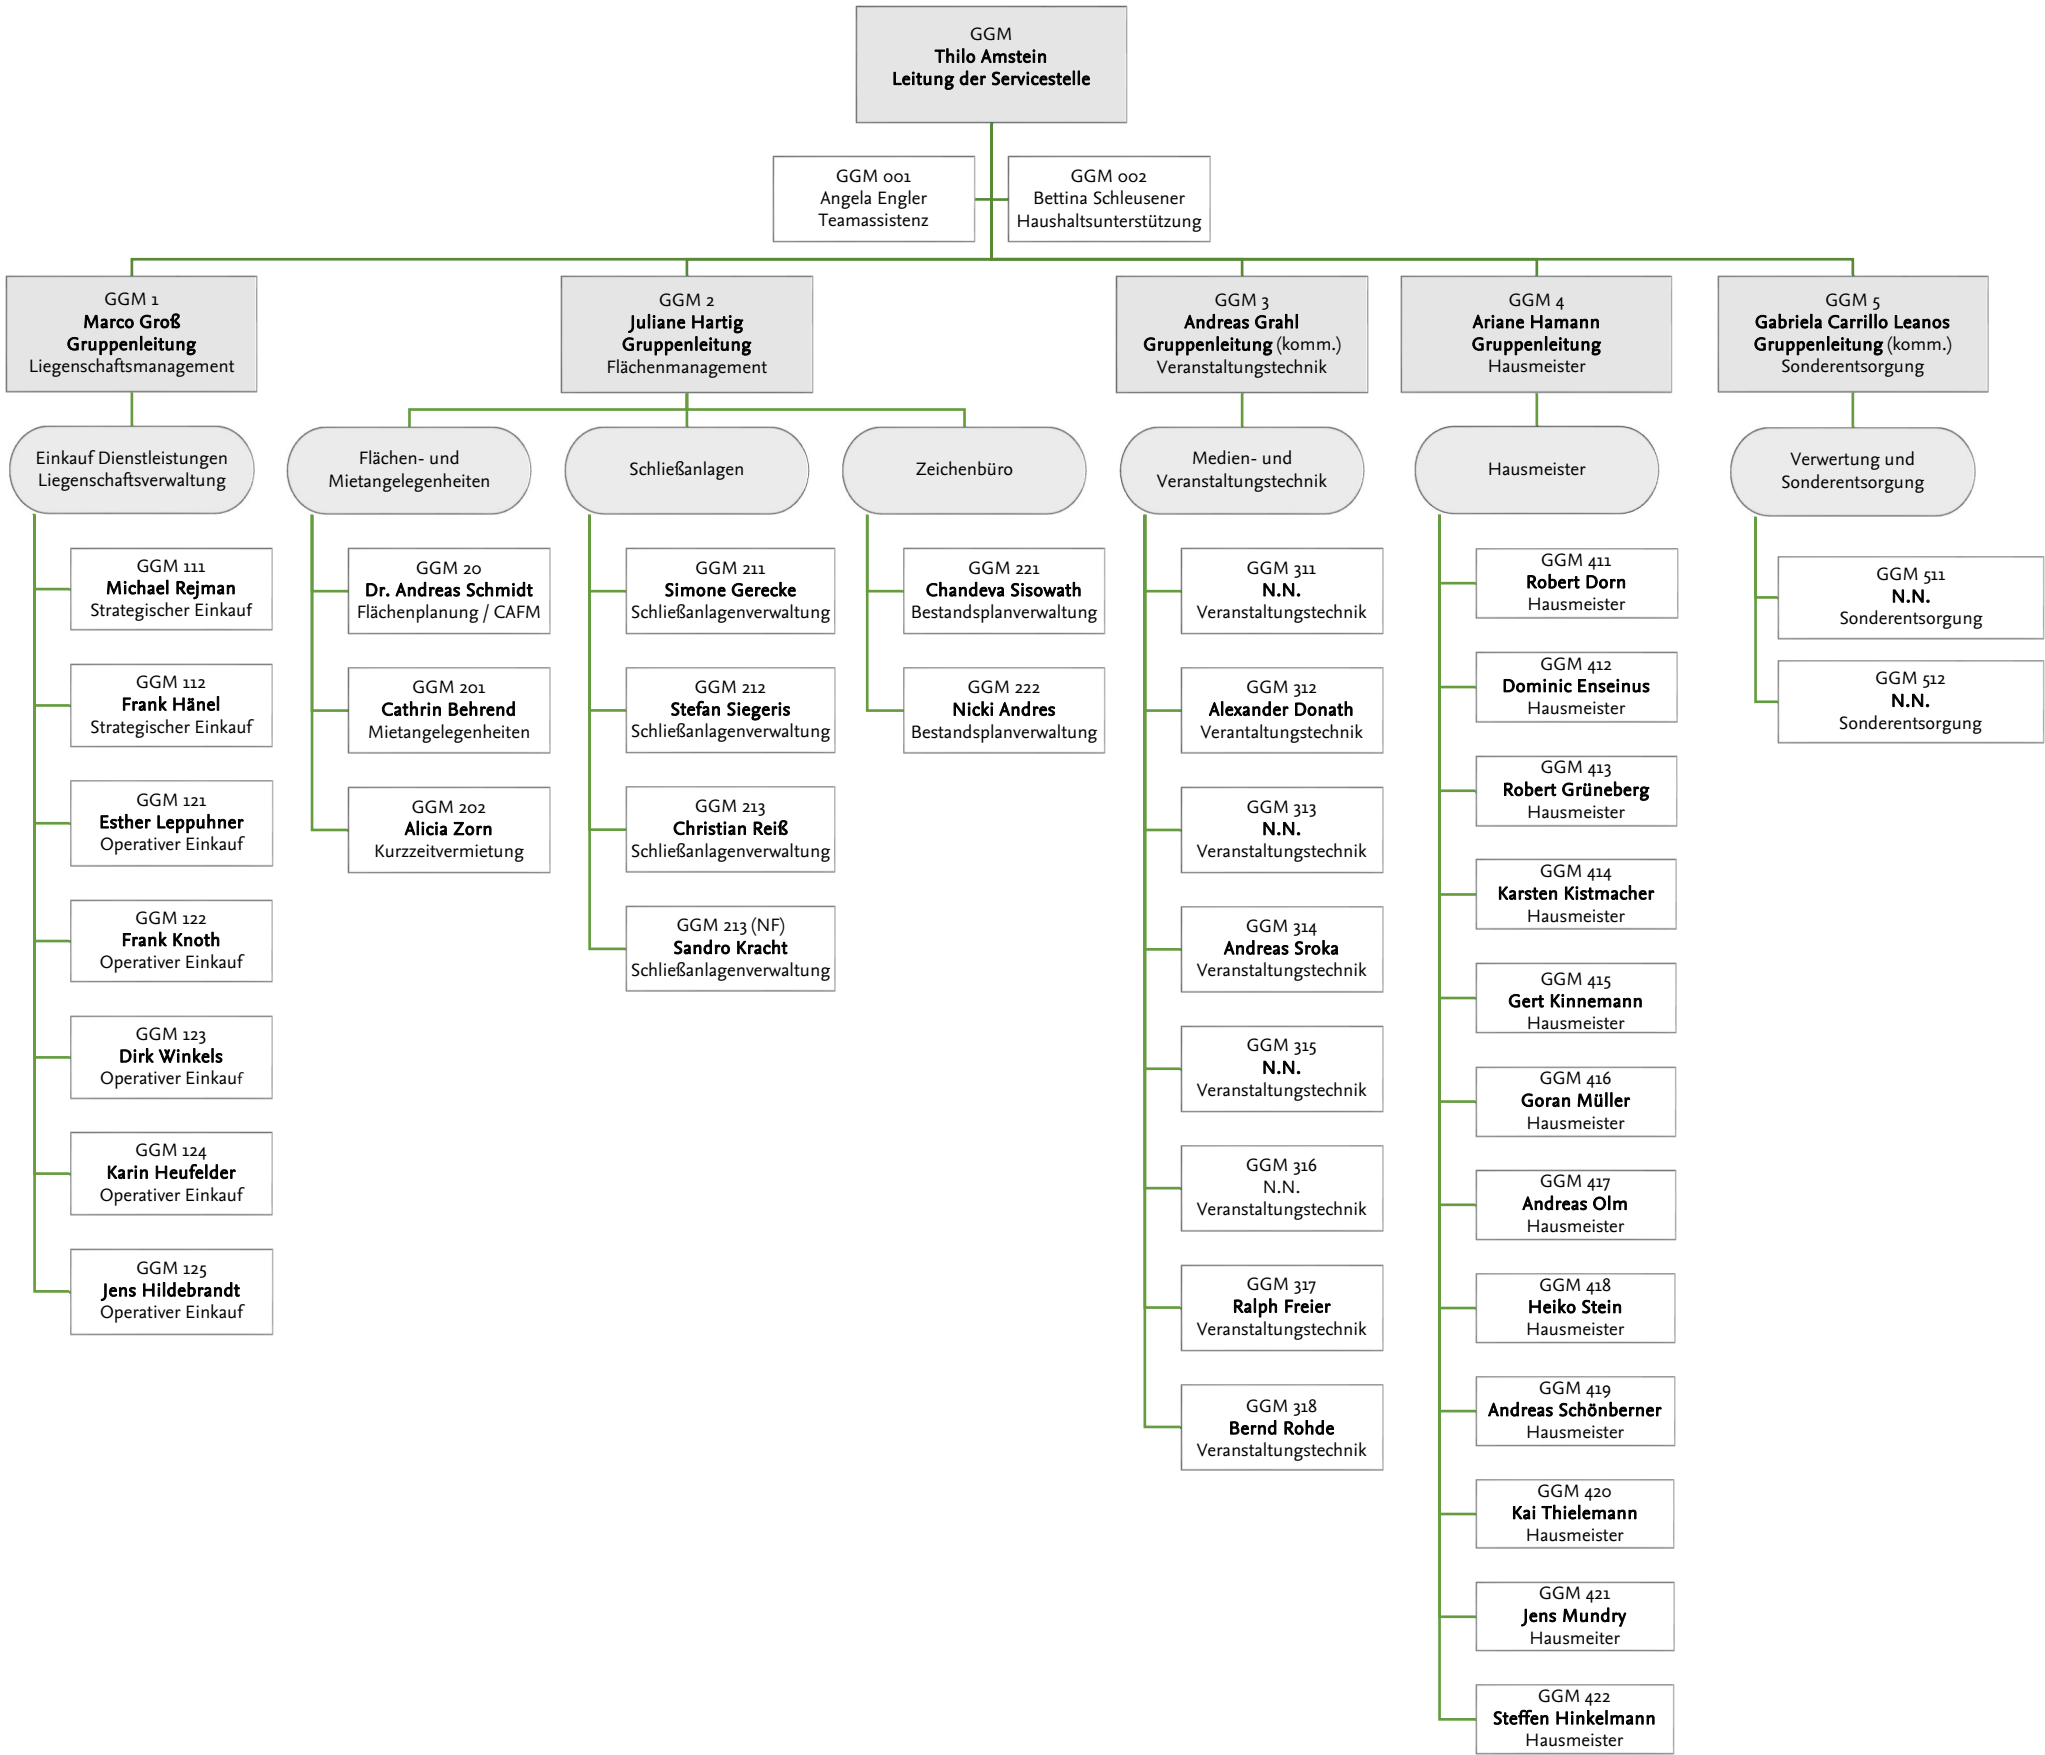 GGM
Thilo Amstein
Leitung der Servicestelle
GGM 001
Angela Engler
Teamassistenz
GGM 002
Bettina Schleusener
Haushaltsunterstützung
GGM 1
Marco Groß
Gruppenleitung
Liegenschaftsmanagement
GGM 2
Juliane Hartig
Gruppenleitung
Flächenmanagement
GGM 3
Andreas Grahl
Gruppenleitung (komm.)
Veranstaltungstechnik
GGM 4
Ariane Hamann
Gruppenleitung
Hausmeister
GGM 5
Gabriela Carrillo Leanos
Gruppenleitung (komm.)
Sonderentsorgung
Einkauf Dienstleistungen
Liegenschaftsverwaltung
GGM 111
Michael Rejman
Strategischer Einkauf
GGM 112
Frank Hänel
Strategischer Einkauf
GGM 121
Esther Leppuhner
Operativer Einkauf
GGM 122
Frank Knoth
Operativer Einkauf
GGM 123
Dirk Winkels
Operativer Einkauf
GGM 124
Karin Heufelder
Operativer Einkauf
GGM 125
Jens Hildebrandt
Operativer Einkauf
Flächen- und
Mietangelegenheiten
GGM 20
Dr. Andreas Schmidt
Flächenplanung / CAFM
GGM 201
Cathrin Behrend
Mietangelegenheiten
GGM 202
Alicia Zorn
Kurzzeitvermietung
Schließanlagen
GGM 211
Simone Gerecke
Schließanlagenverwaltung
GGM 212
Stefan Siegeris
Schließanlagenverwaltung
GGM 213
Christian Reiß
Schließanlagenverwaltung
GGM 213 (NF)
Sandro Kracht
Schließanlagenverwaltung
Zeichenbüro
GGM 221
Chandeva Sisowath
Bestandsplanverwaltung
GGM 222
Nicki Andres
Bestandsplanverwaltung
Medien- und
Veranstaltungstechnik
GGM 311
N.N.
Veranstaltungstechnik
GGM 312
Alexander Donath
Verantaltungstechnik
GGM 313
N.N.
Veranstaltungstechnik
GGM 314
Andreas Sroka
Veranstaltungstechnik
GGM 315
N.N.
Veranstaltungstechnik
GGM 316
N.N.
Veranstaltungstechnik
GGM 317
Ralph Freier
Veranstaltungstechnik
GGM 318
Bernd Rohde
Veranstaltungstechnik
Hausmeister
GGM 411
Robert Dorn
Hausmeister
GGM 412
Dominic Enseinus
Hausmeister
GGM 413
Robert Grüneberg
Hausmeister
GGM 414
Karsten Kistmacher
Hausmeister
GGM 415
Gert Kinnemann
Hausmeister
GGM 416
Goran Müller
Hausmeister
GGM 417
Andreas Olm
Hausmeister
GGM 418
Heiko Stein
Hausmeister
GGM 419
Andreas Schönberner
Hausmeister
GGM 420
Kai Thielemann
Hausmeister
GGM 421
Jens Mundry
Hausmeiter
GGM 422
Steffen Hinkelmann
Hausmeister
Verwertung und
Sonderentsorgung
GGM 511
N.N.
Sonderentsorgung
GGM 512
N.N.
Sonderentsorgung